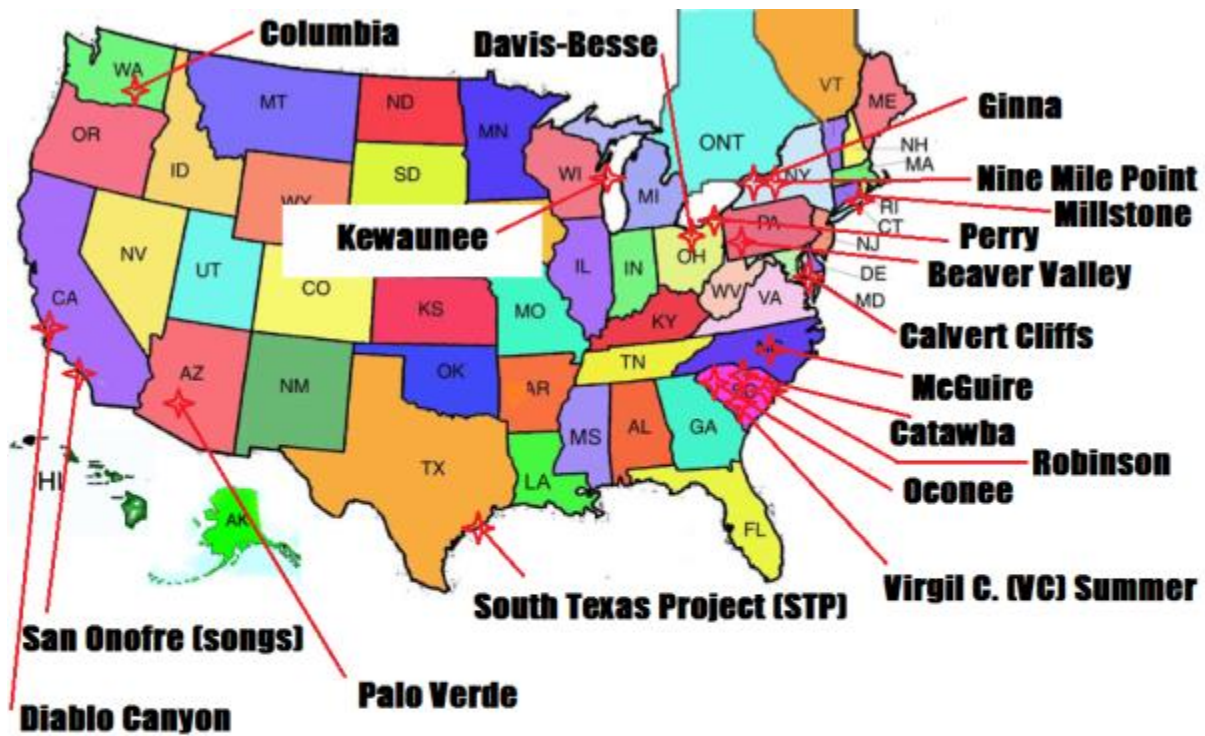 Columbia
Davis-Besse
WA
VT
ME
MT
ND
MN
Ginna
OR
ONT
NH
MA
ID
SD
WI
MI
NY
Nine Mile Point
WY
RI
Millstone
Kewaunee
PA
CT
Perry
NV
UT
IL
IN
OH
NJ
Beaver Valley
CO
DE
CA
WV
VA
MD
KS
MO
KY
Calvert Cliffs
TN
AZ
OK
McGuire
NM
AR
SC
MS
AL
GA
Catawba
TX
Robinson
HI
LA
Oconee
AK
FL
Virgil C. (VC) Summer
South Texas Project (STP)
San Onofre (songs)
Palo Verde
Diablo Canyon